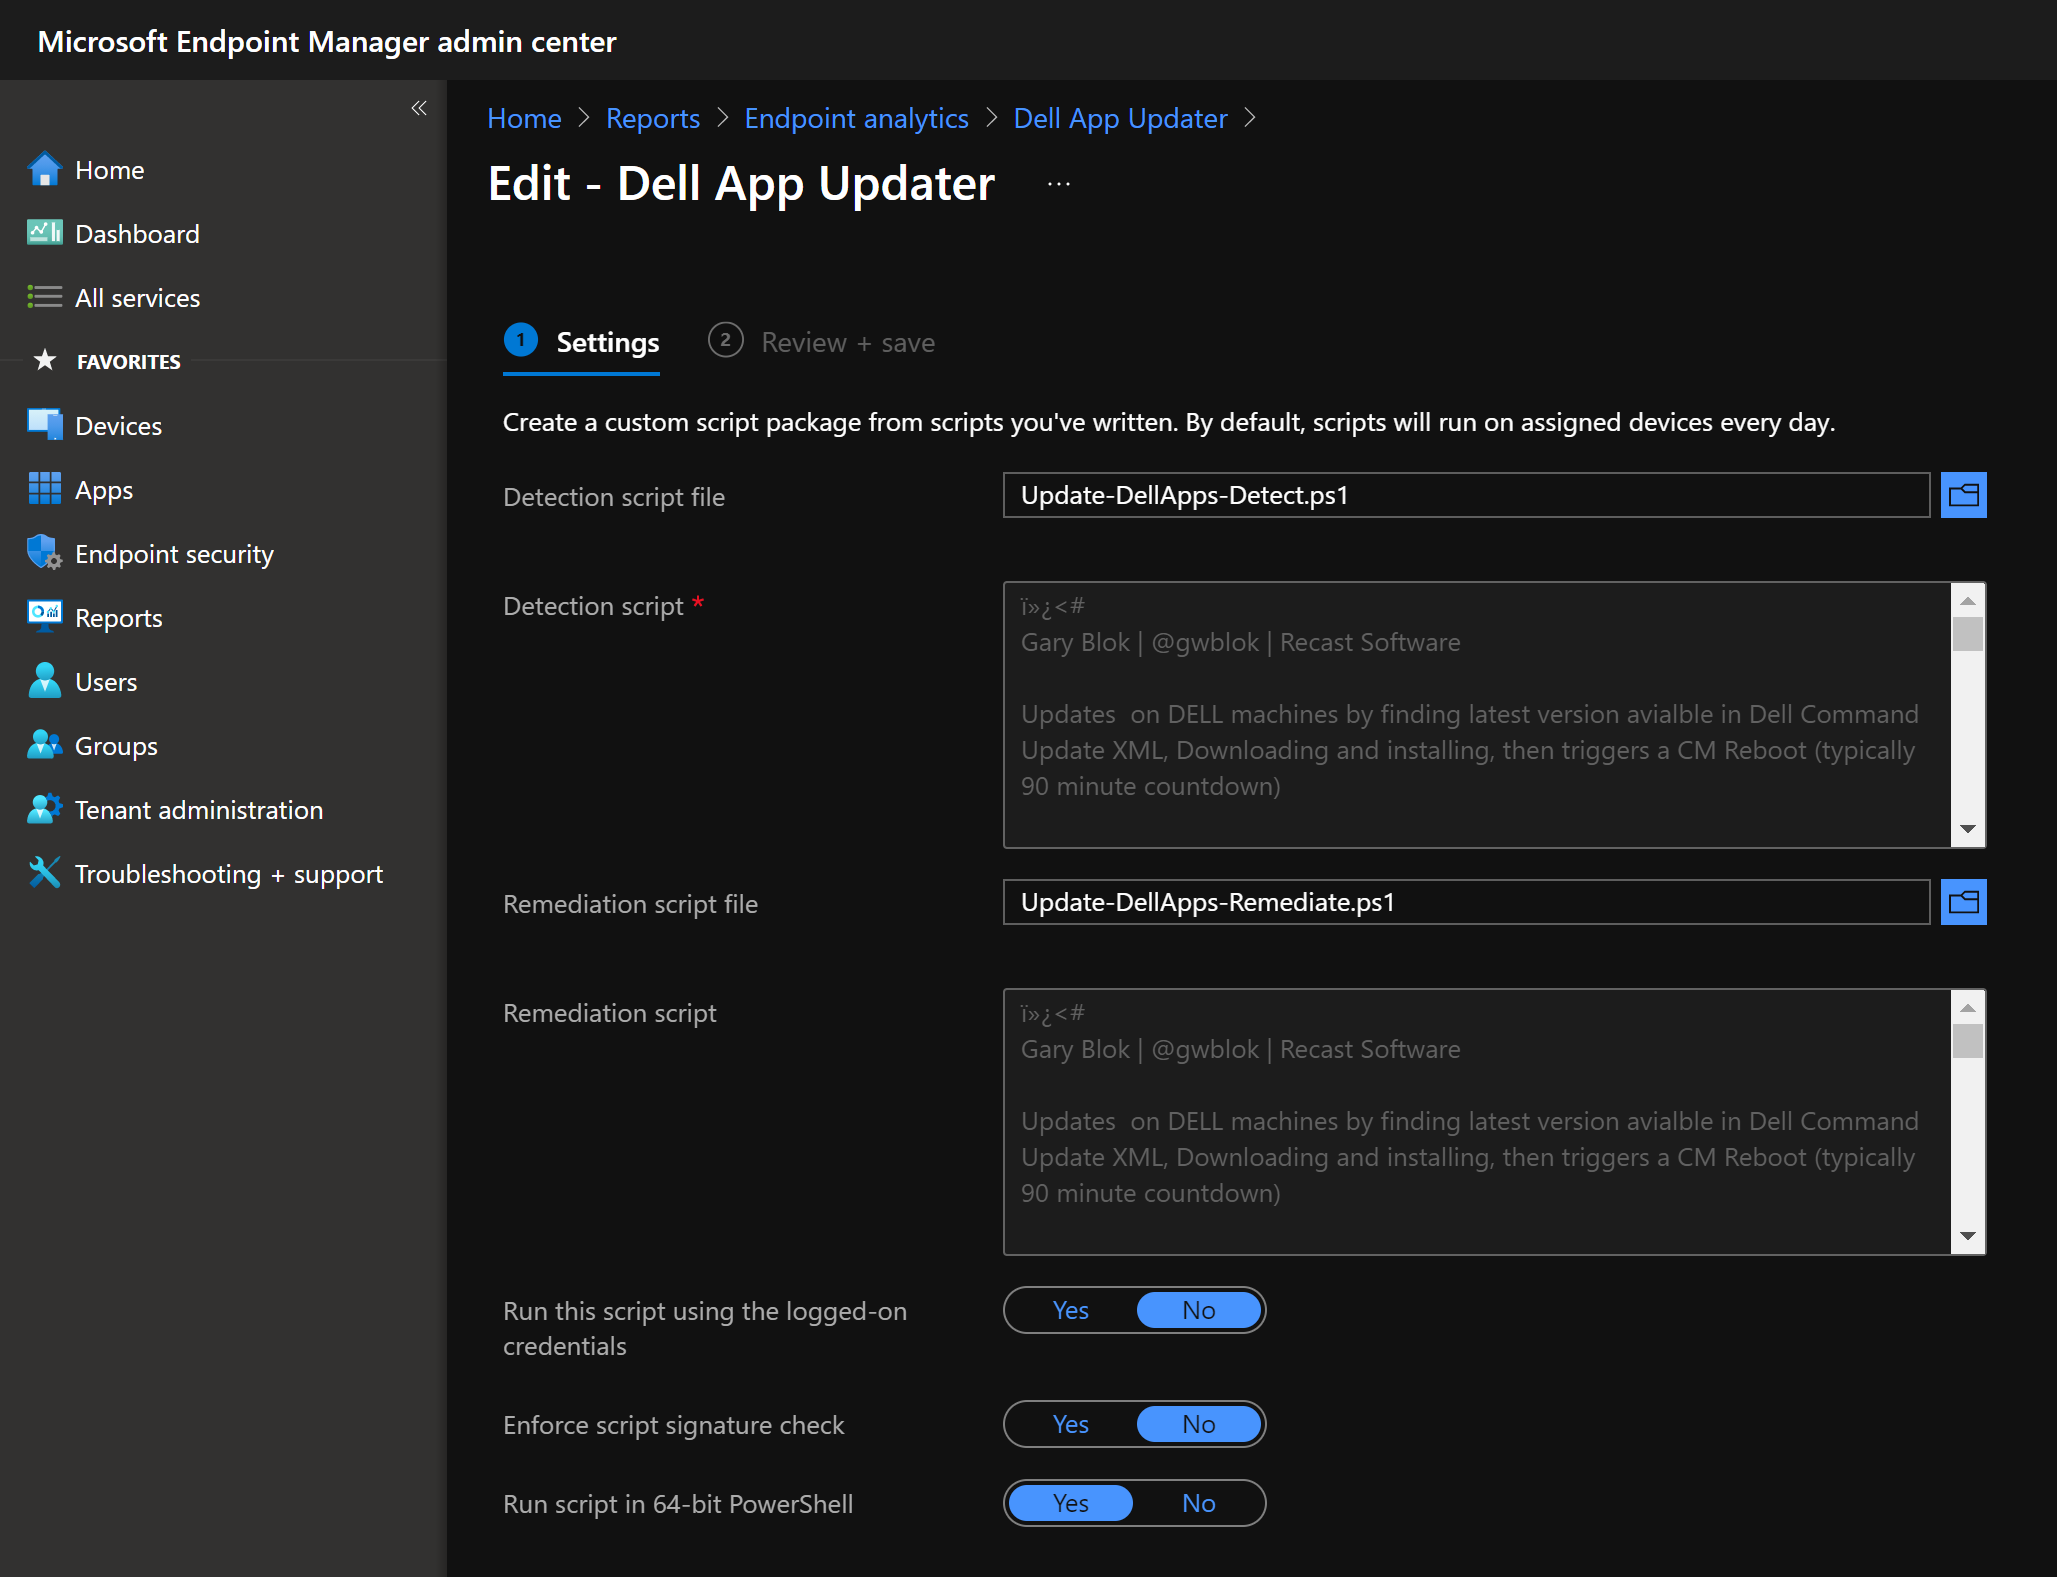 Microsoft Endpoint Manager admin center
«
Home
Dashboard
All services
FAVORITES
Devices
Apps
Endpoint security
Reports
Users
Groups
Tenant administration
Troubleshooting + support
Home > Reports > Endpoint analytics > Dell App Updater >
Edit - Dell App Updater ...
1 Settings 2 Review + save
Create a custom script package from scripts you've written. By default, scripts will run on assigned devices every day.
Detection script file Update-DellApps-Detect.ps1
Detection script *
ï»¿<#
Gary Blok | @gwblok | Recast Software
Updates  on DELL machines by finding latest version avialble in Dell Command
Update XML, Downloading and installing, then triggers a CM Reboot (typically
90 minute countdown)
Remediation script file Update-DellApps-Remediate.ps1
Remediation script
ï»¿<#
Gary Blok | @gwblok | Recast Software
Updates  on DELL machines by finding latest version avialble in Dell Command
Update XML, Downloading and installing, then triggers a CM Reboot (typically
90 minute countdown)
Run this script using the logged-on
credentials
Yes No
Enforce script signature check Yes No
Run script in 64-bit PowerShell Yes No